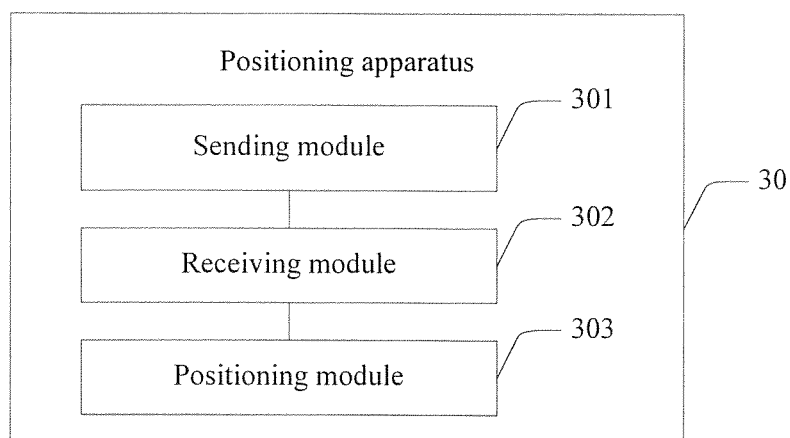 Positioning apparatus
301
Sending module
30
302
Receiving module
303
Positioning module